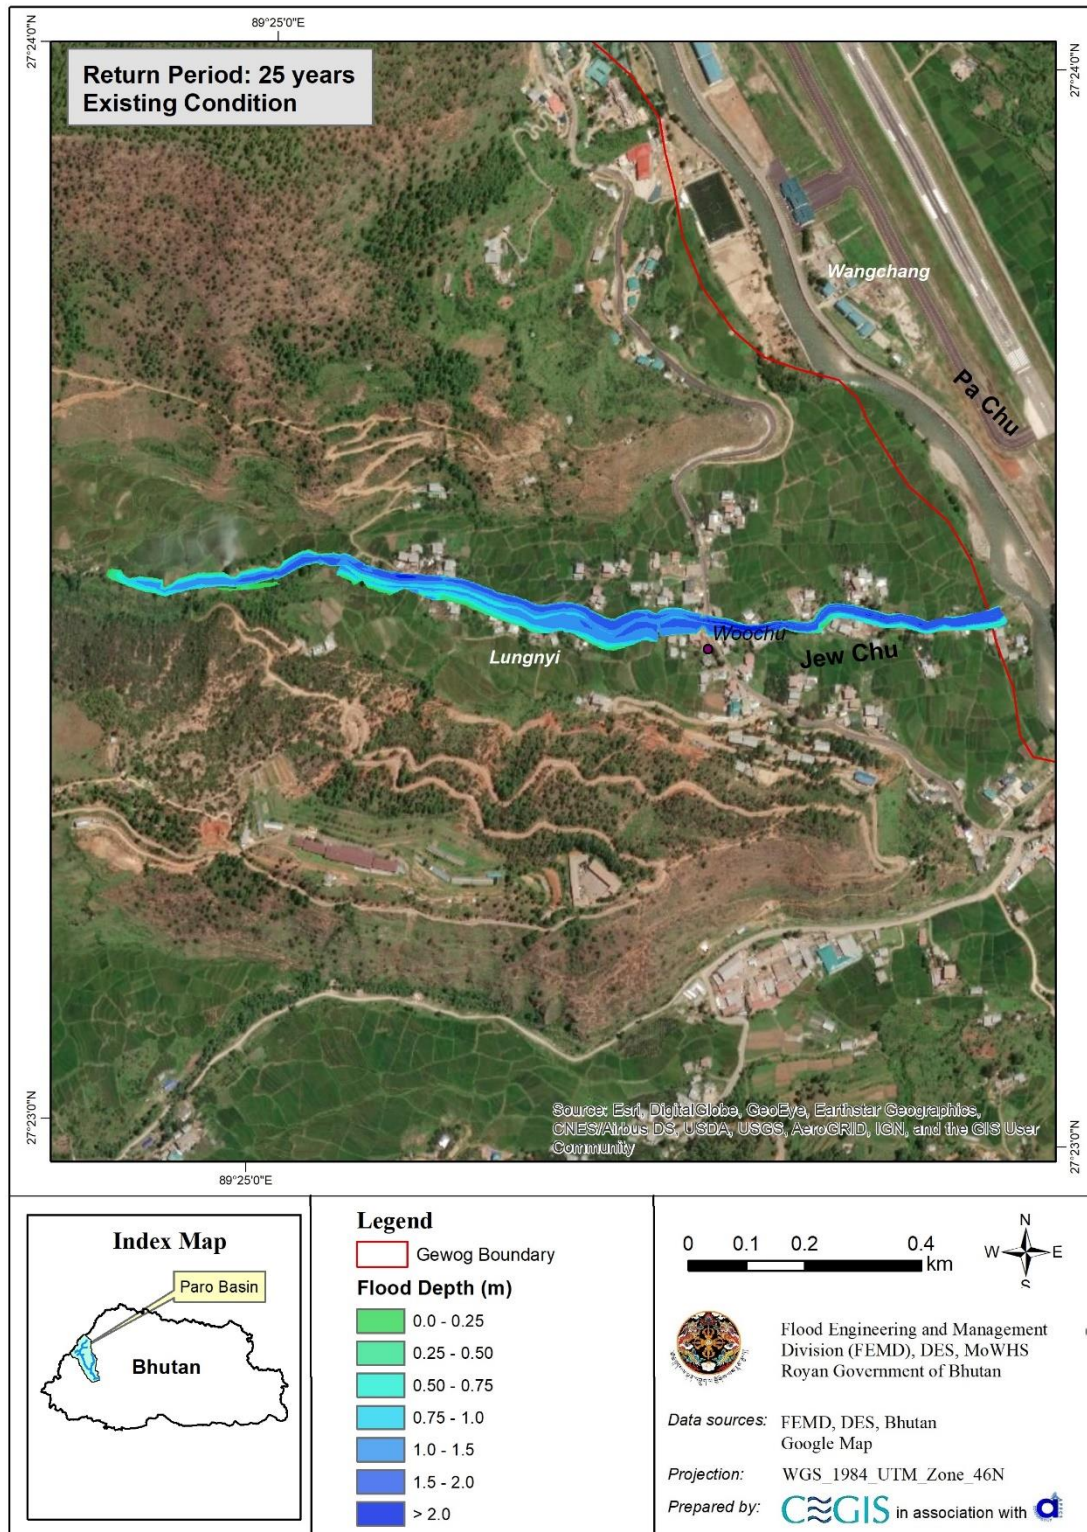 89°25'0"E
27°24'0"N
27°24'0"N
Return Period: 25 years
Existing Condition
Wangchang
Pa Chu
Woochu
Lungnyi
Jew Chu
Source: Esri, DigitalGlobe, GeoEye, Earthstar Geographics,
CNES/Airbus DS, USDA, USGS, AeroGRID, IGN, and the GIS User
Community
27°23'0"N
27°23'0"N
89°25'0"E
Index Map
Paro Basin
Bhutan
Legend
Gewog Boundary
Flood Depth (m)
0.0 - 0.25
0.25 - 0.50
0.50 - 0.75
0.75 - 1.0
1.0 - 1.5
1.5 - 2.0
> 2.0
0 0.1 0.2 0.4
km
N
W E
S
Flood Engineering and Management
Division (FEMD), DES, MoWHS
Royan Government of Bhutan
Data sources: FEMD, DES, Bhutan
Google Map
Projection: WGS_1984_UTM_Zone_46N
Prepared by: CEGIS in association with